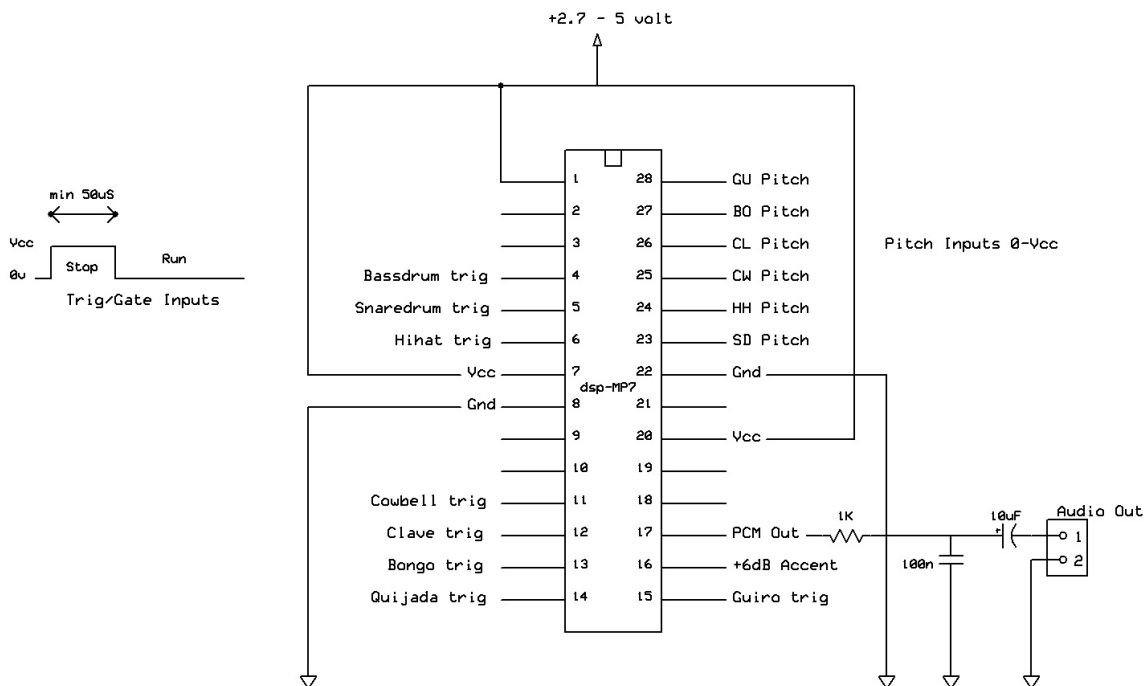 +2.7 - 5 volt
min 50uS
Vcc
Stop
Run
0v
Trig/Gate Inputs
1 28 GU Pitch
2 27 BO Pitch
3 26 CL Pitch
Pitch Inputs 0-Vcc
Bassdrum trig 4 25 CW Pitch
Snaredrum trig 5 24 HH Pitch
Hihat trig 6 23 SD Pitch
Vcc 7 22 Gnd
dsp-MP7
Gnd 8 21
9 20 Vcc
10 19
Cowbell trig 11 18
Clave trig 12 17 PCM Out
1K
10uF
+
Audio Out
1
2
100n
Bongo trig 13 16 +6dB Accent
Quijada trig 14 15 Guiro trig